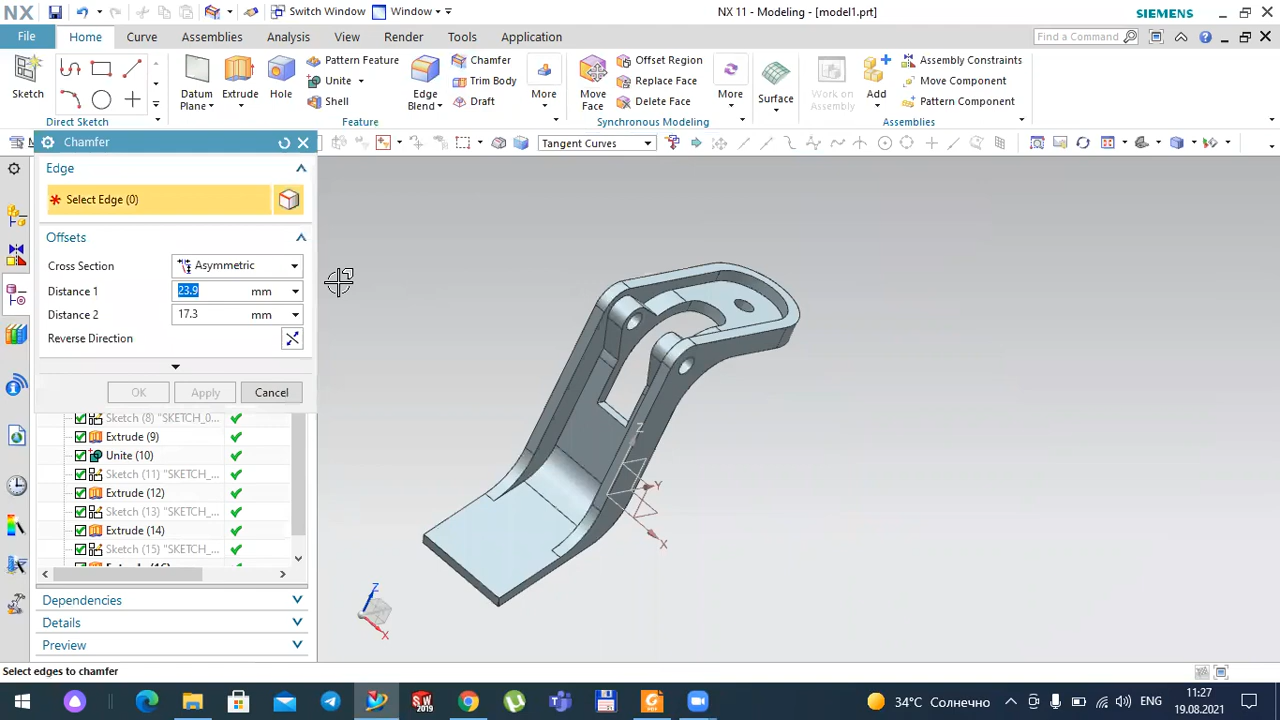 NX
Switch Window
Window
NX 11 - Modeling - [model1.prt]
SIEMENS
File
Home
Curve
Assemblies
Analysis
View
Render
Tools
Application
Find a Command
Sketch
Direct Sketch
Datum Plane
Extrude
Hole
Pattern Feature
Unite
Shell
Edge Blend
Chamfer
Trim Body
Draft
More
Feature
Move Face
Offset Region
Replace Face
Delete Face
More
Synchronous Modeling
Surface
Work on Assembly
Add
Assembly Constraints
Move Component
Pattern Component
Assemblies
M
Tangent Curves
Chamfer
Edge
* Select Edge (0)
Offsets
Cross Section
Asymmetric
Distance 1
23.9
mm
Distance 2
17.3
mm
Reverse Direction
OK
Apply
Cancel
Sketch (8) "SKETCH_0...
Extrude (9)
Unite (10)
Sketch (11) "SKETCH_...
Extrude (12)
Sketch (13) "SKETCH_...
Extrude (14)
Sketch (15) "SKETCH_...
Dependencies
Details
Preview
Z
Y
X
Z
X
Select edges to chamfer
SW
2019
34°C Солнечно
ENG
11:27
19.08.2021